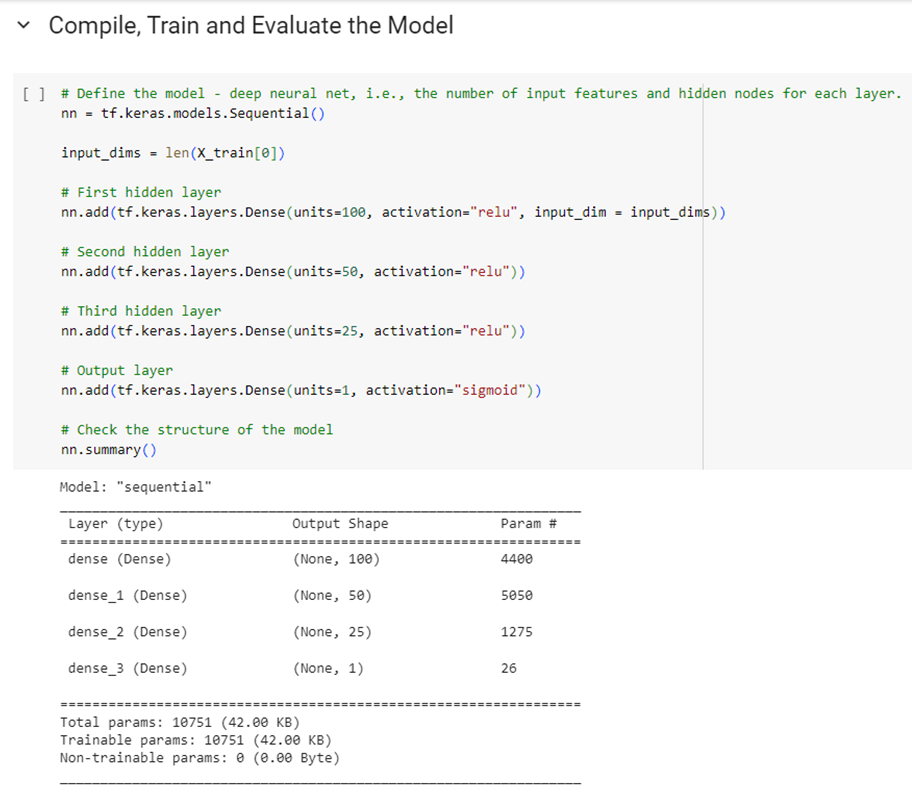 Compile, Train and Evaluate the Model
[ ] # Define the model - deep neural net, i.e., the number of input features and hidden nodes for each layer.
nn = tf.keras.models.Sequential()
input_dims = len(X_train[0])
# First hidden layer
nn.add(tf.keras.layers.Dense(units=100, activation="relu", input_dim = input_dims))
# Second hidden layer
nn.add(tf.keras.layers.Dense(units=50, activation="relu"))
# Third hidden layer
nn.add(tf.keras.layers.Dense(units=25, activation="relu"))
# Output layer
nn.add(tf.keras.layers.Dense(units=1, activation="sigmoid"))
# Check the structure of the model
nn.summary()
Model: "sequential"
Layer (type) Output Shape Param #
dense (Dense) (None, 100) 4400
dense_1 (Dense) (None, 50) 5050
dense_2 (Dense) (None, 25) 1275
dense_3 (Dense) (None, 1) 26
Total params: 10751 (42.00 KB)
Trainable params: 10751 (42.00 KB)
Non-trainable params: 0 (0.00 Byte)